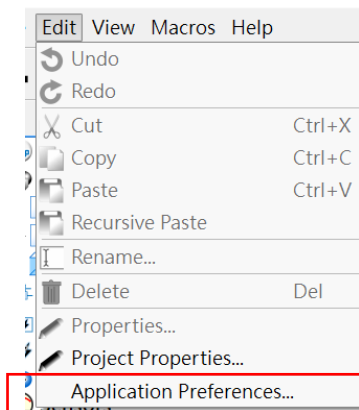 Edit View Macros Help
Undo
Redo
Cut Ctrl+X
Copy Ctrl+C
Paste Ctrl+V
Recursive Paste
Rename...
Delete Del
Properties...
Project Properties...
Application Preferences...